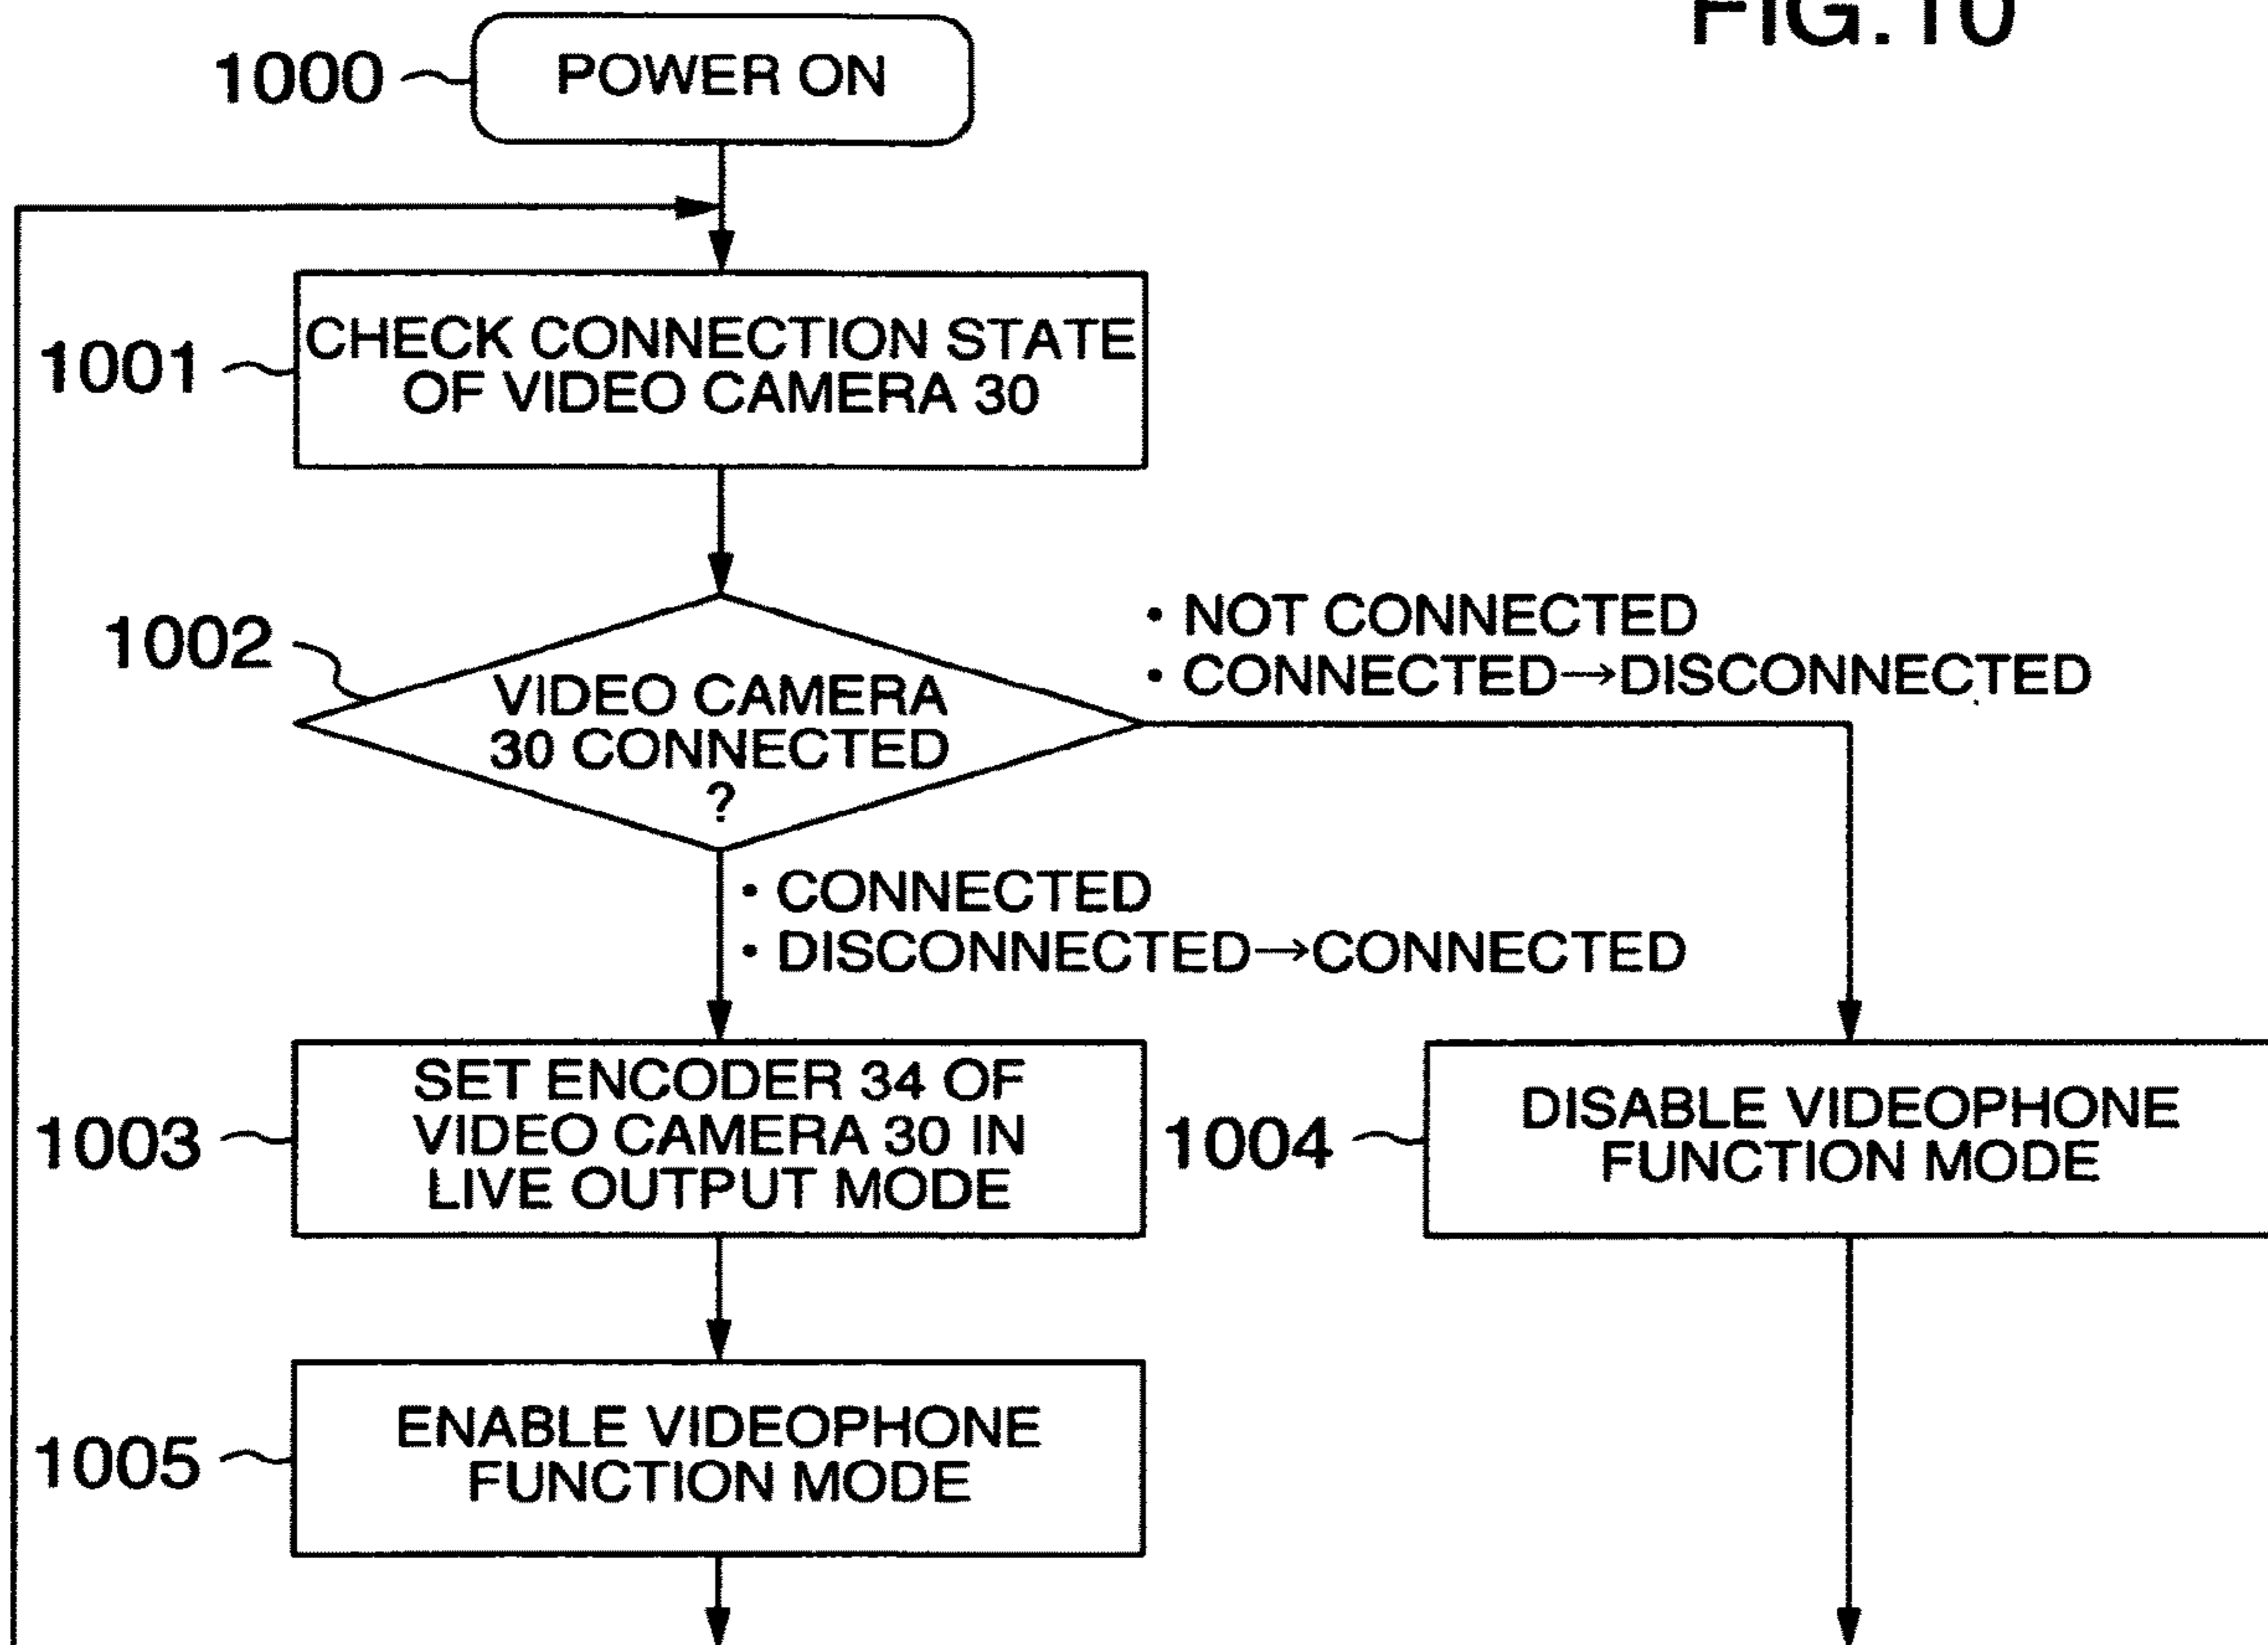 FIG.10
1000
POWER ON
1001
CHECK CONNECTION STATE
OF VIDEO CAMERA 30
1002
VIDEO CAMERA
30 CONNECTED
?
• NOT CONNECTED
• CONNECTED→DISCONNECTED
• CONNECTED
• DISCONNECTED→CONNECTED
1003
SET ENCODER 34 OF
VIDEO CAMERA 30 IN
LIVE OUTPUT MODE
1004
DISABLE VIDEOPHONE
FUNCTION MODE
1005
ENABLE VIDEOPHONE
FUNCTION MODE